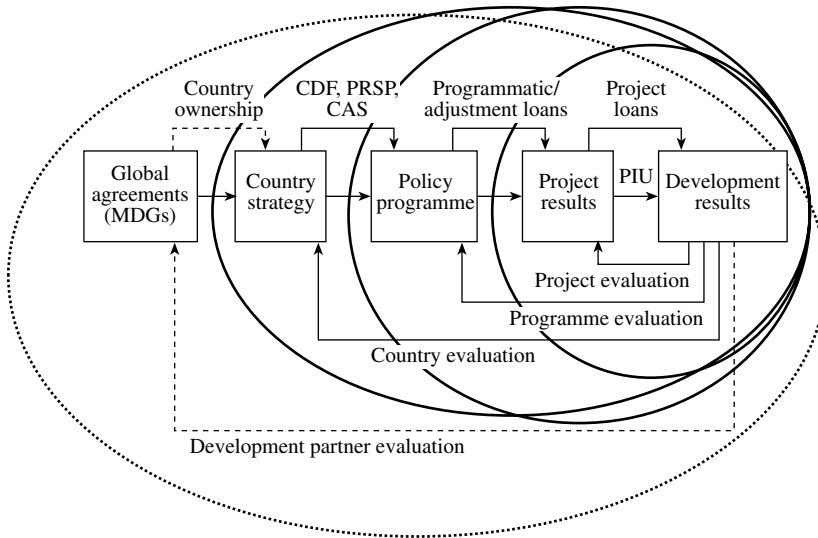 Country
ownership
CDF, PRSP,
CAS
Programmatic/
adjustment loans
Project
loans
Global
agreements
(MDGs)
Country
strategy
Policy
programme
Project
results
PIU
Development
results
Project evaluation
Programme evaluation
Country evaluation
Development partner evaluation